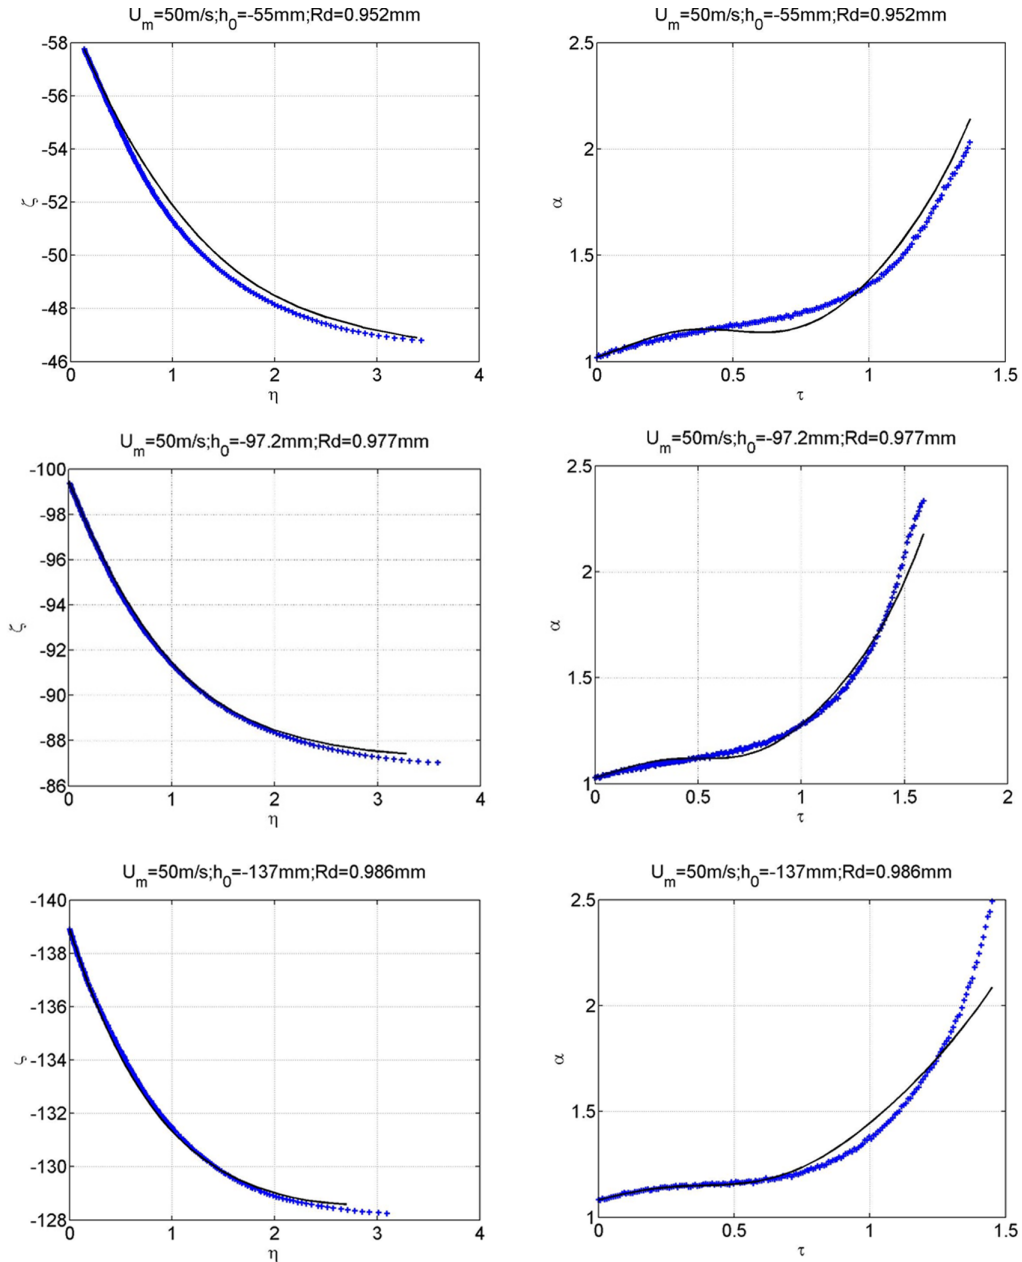 U_m=50m/s;h_0=-55mm;Rd=0.952mm
-58
-56
-54
-52
-50
-48
-46
ζ
0 1 2 3 4
η
U_m=50m/s;h_0=-55mm;Rd=0.952mm
2.5
2
1.5
1
α
0 0.5 1 1.5
τ
U_m=50m/s;h_0=-97.2mm;Rd=0.977mm
-100
-98
-96
-94
-92
-90
-88
-86
ζ
0 1 2 3 4
η
U_m=50m/s;h_0=-97.2mm;Rd=0.977mm
2.5
2
1.5
1
α
0 0.5 1 1.5 2
τ
U_m=50m/s;h_0=-137mm;Rd=0.986mm
-140
-138
-136
-134
-132
-130
-128
ζ
0 1 2 3 4
η
U_m=50m/s;h_0=-137mm;Rd=0.986mm
2.5
2
1.5
1
α
0 0.5 1 1.5
τ